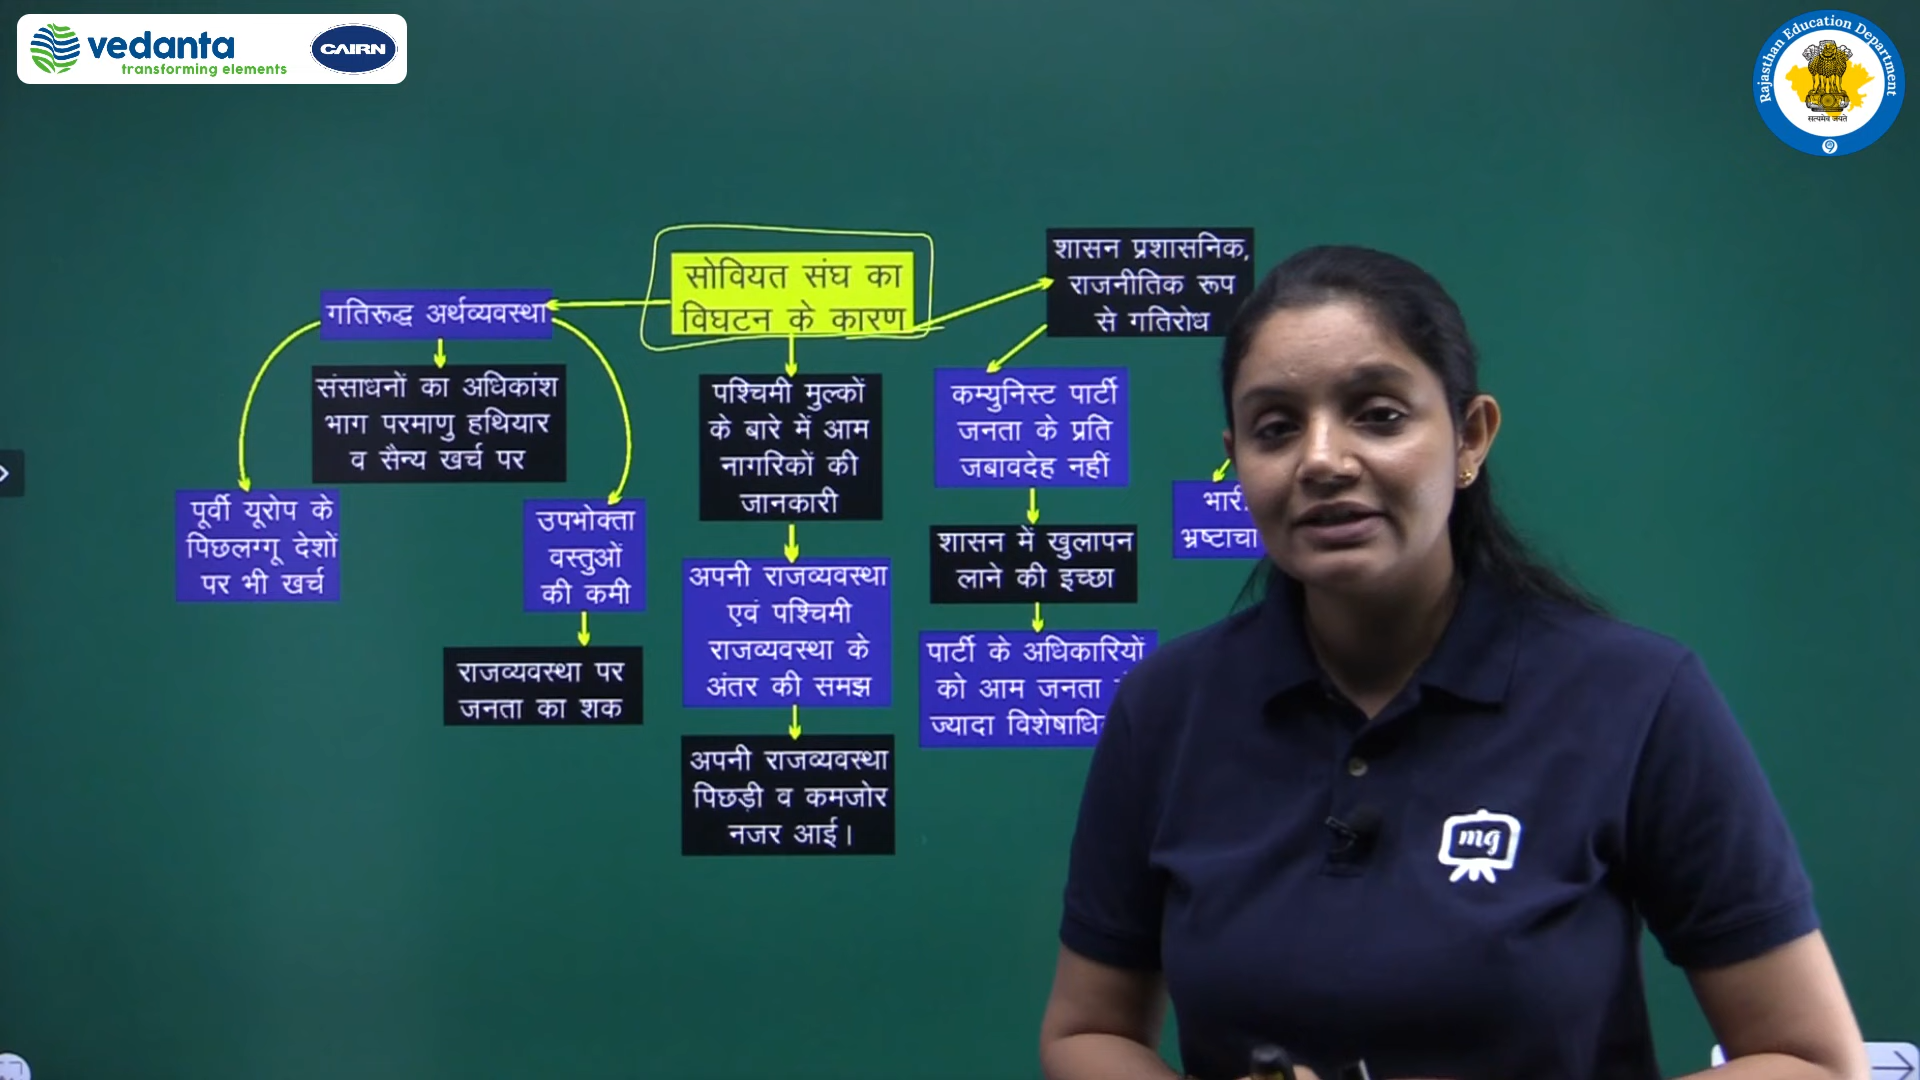 vedanta
transforming elements
CAIRN
Rajasthan Education Department
सत्यमेव जयते
सोवियत संघ का
विघटन के कारण
गतिरूद्ध अर्थव्यवस्था
संसाधनों का अधिकांश
भाग परमाणु हथियार
व सैन्य खर्च पर
पूर्वी यूरोप के
पिछलग्गू देशों
पर भी खर्च
उपभोक्ता
वस्तुओं
की कमी
राजव्यवस्था पर
जनता का शक
पश्चिमी मुल्कों
के बारे में आम
नागरिकों की
जानकारी
अपनी राजव्यवस्था
एवं पश्चिमी
राजव्यवस्था के
अंतर की समझ
अपनी राजव्यवस्था
पिछड़ी व कमजोर
नजर आई।
शासन प्रशासनिक,
राजनीतिक रूप
से गतिरोध
कम्युनिस्ट पार्टी
जनता के प्रति
जबावदेह नहीं
शासन में खुलापन
लाने की इच्छा
पार्टी के अधिकारियों
को आम जनता
ज्यादा
mg